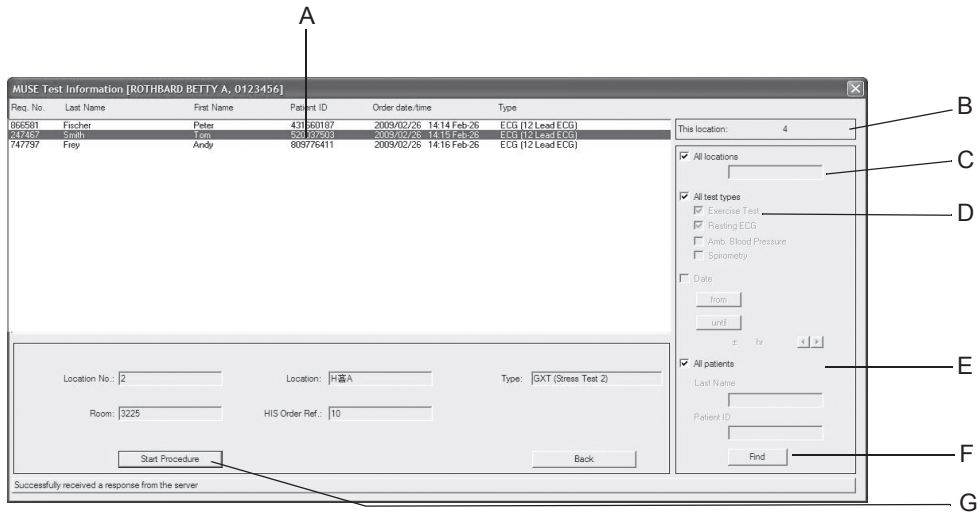 A
MUSE Test Information [ROTHBARD BETTY A, 0123456]
Req. No. Last Name First Name Patient ID Order date/time Type
866581 Fischer Peter 431660187 2009/02/26 14:14 Feb-26 ECG (12 Lead ECG)
247467 Smith Tom 520037503 2009/02/26 14:15 Feb-26 ECG (12 Lead ECG)
747797 Frey Andy 809776411 2009/02/26 14:16 Feb-26 ECG (12 Lead ECG)
This location: 4
B
All locations
C
All test types
Exercise Test
D
Resting ECG
Amb. Blood Pressure
Spirometry
Date
from
until
± hr
All patients
E
Last Name
Patient ID
Find
F
Location No.: 2 Location: H富A Type: GXT (Stress Test 2)
Room: 3225 HIS Order Ref.: 10
Start Procedure Back
Successfully received a response from the server
G